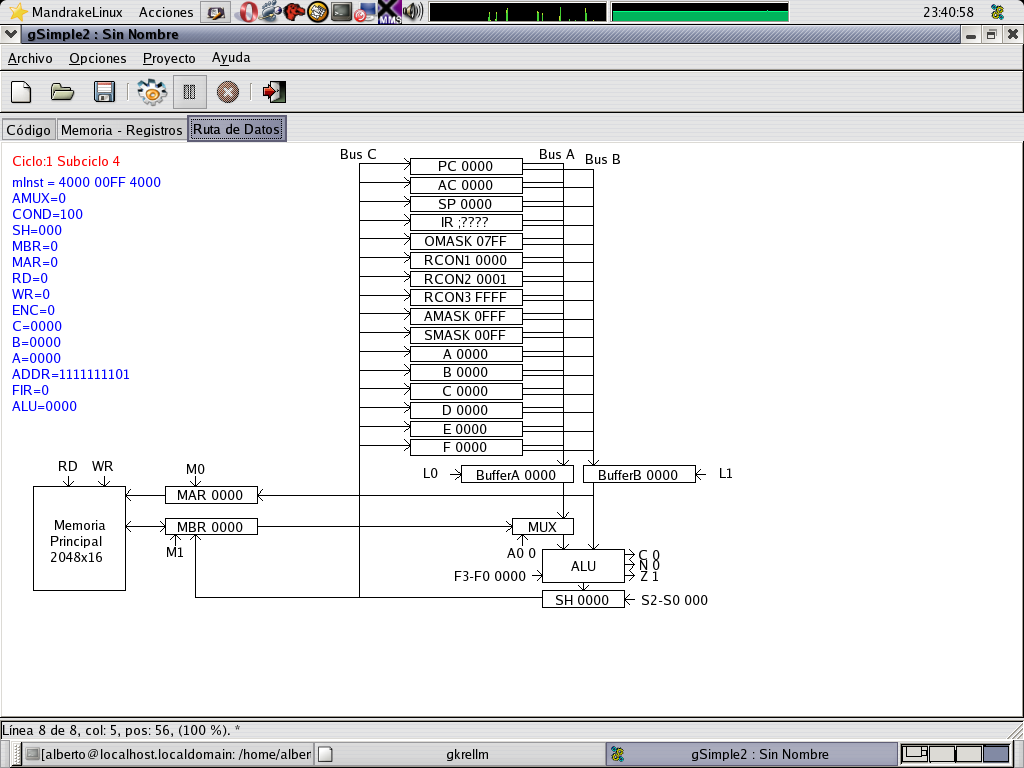 MandrakeLinux Acciones MMS 23:40:58
gSimple2 : Sin Nombre
Archivo Opciones Proyecto Ayuda
Código Memoria - Registros Ruta de Datos
Ciclo:1 Subciclo 4
mInst = 4000 00FF 4000
AMUX=0
COND=100
SH=000
MBR=0
MAR=0
RD=0
WR=0
ENC=0
C=0000
B=0000
A=0000
ADDR=1111111101
FIR=0
ALU=0000
Bus C Bus A Bus B
PC 0000
AC 0000
SP 0000
IR ;????
OMASK 07FF
RCON1 0000
RCON2 0001
RCON3 FFFF
AMASK 0FFF
SMASK 00FF
A 0000
B 0000
C 0000
D 0000
E 0000
F 0000
L0 BufferA 0000 BufferB 0000 L1
RD WR M0
MAR 0000
Memoria
Principal
2048x16
MBR 0000 MUX
M1 A0 0
ALU C 0
N 0
Z 1
F3-F0 0000
SH 0000 S2-S0 000
Línea 8 de 8, col: 5, pos: 56, (100 %). *
[alberto@localhost.localdomain: /home/alber gkrellm gSimple2 : Sin Nombre